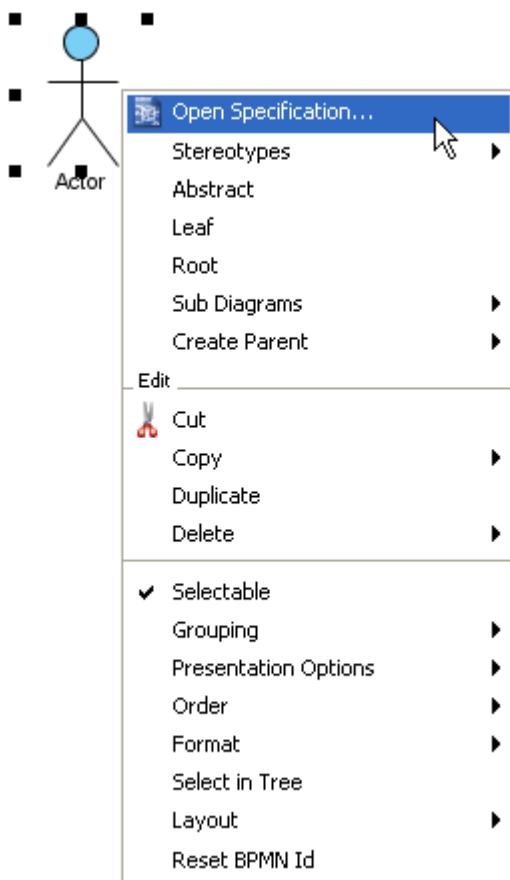 Actor
Open Specification...
Stereotypes
Abstract
Leaf
Root
Sub Diagrams
Create Parent
Edit
Cut
Copy
Duplicate
Delete
Selectable
Grouping
Presentation Options
Order
Format
Select in Tree
Layout
Reset BPMN Id